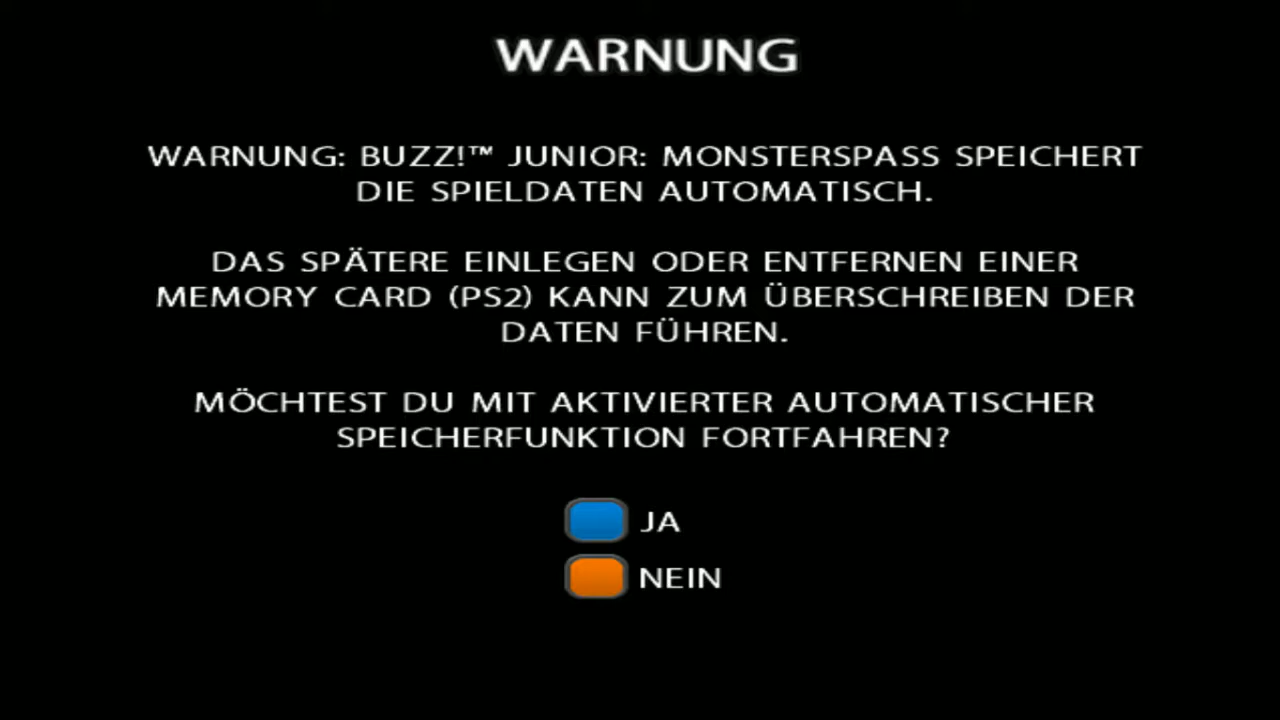 WARNUNG
WARNUNG: BUZZ!™ JUNIOR: MONSTERSPASS SPEICHERT
DIE SPIELDATEN AUTOMATISCH.
DAS SPÄTERE EINLEGEN ODER ENTFERNEN EINER
MEMORY CARD (PS2) KANN ZUM ÜBERSCHREIBEN DER
DATEN FÜHREN.
MÖCHTEST DU MIT AKTIVIERTER AUTOMATISCHER
SPEICHERFUNKTION FORTFAHREN?
JA
NEIN